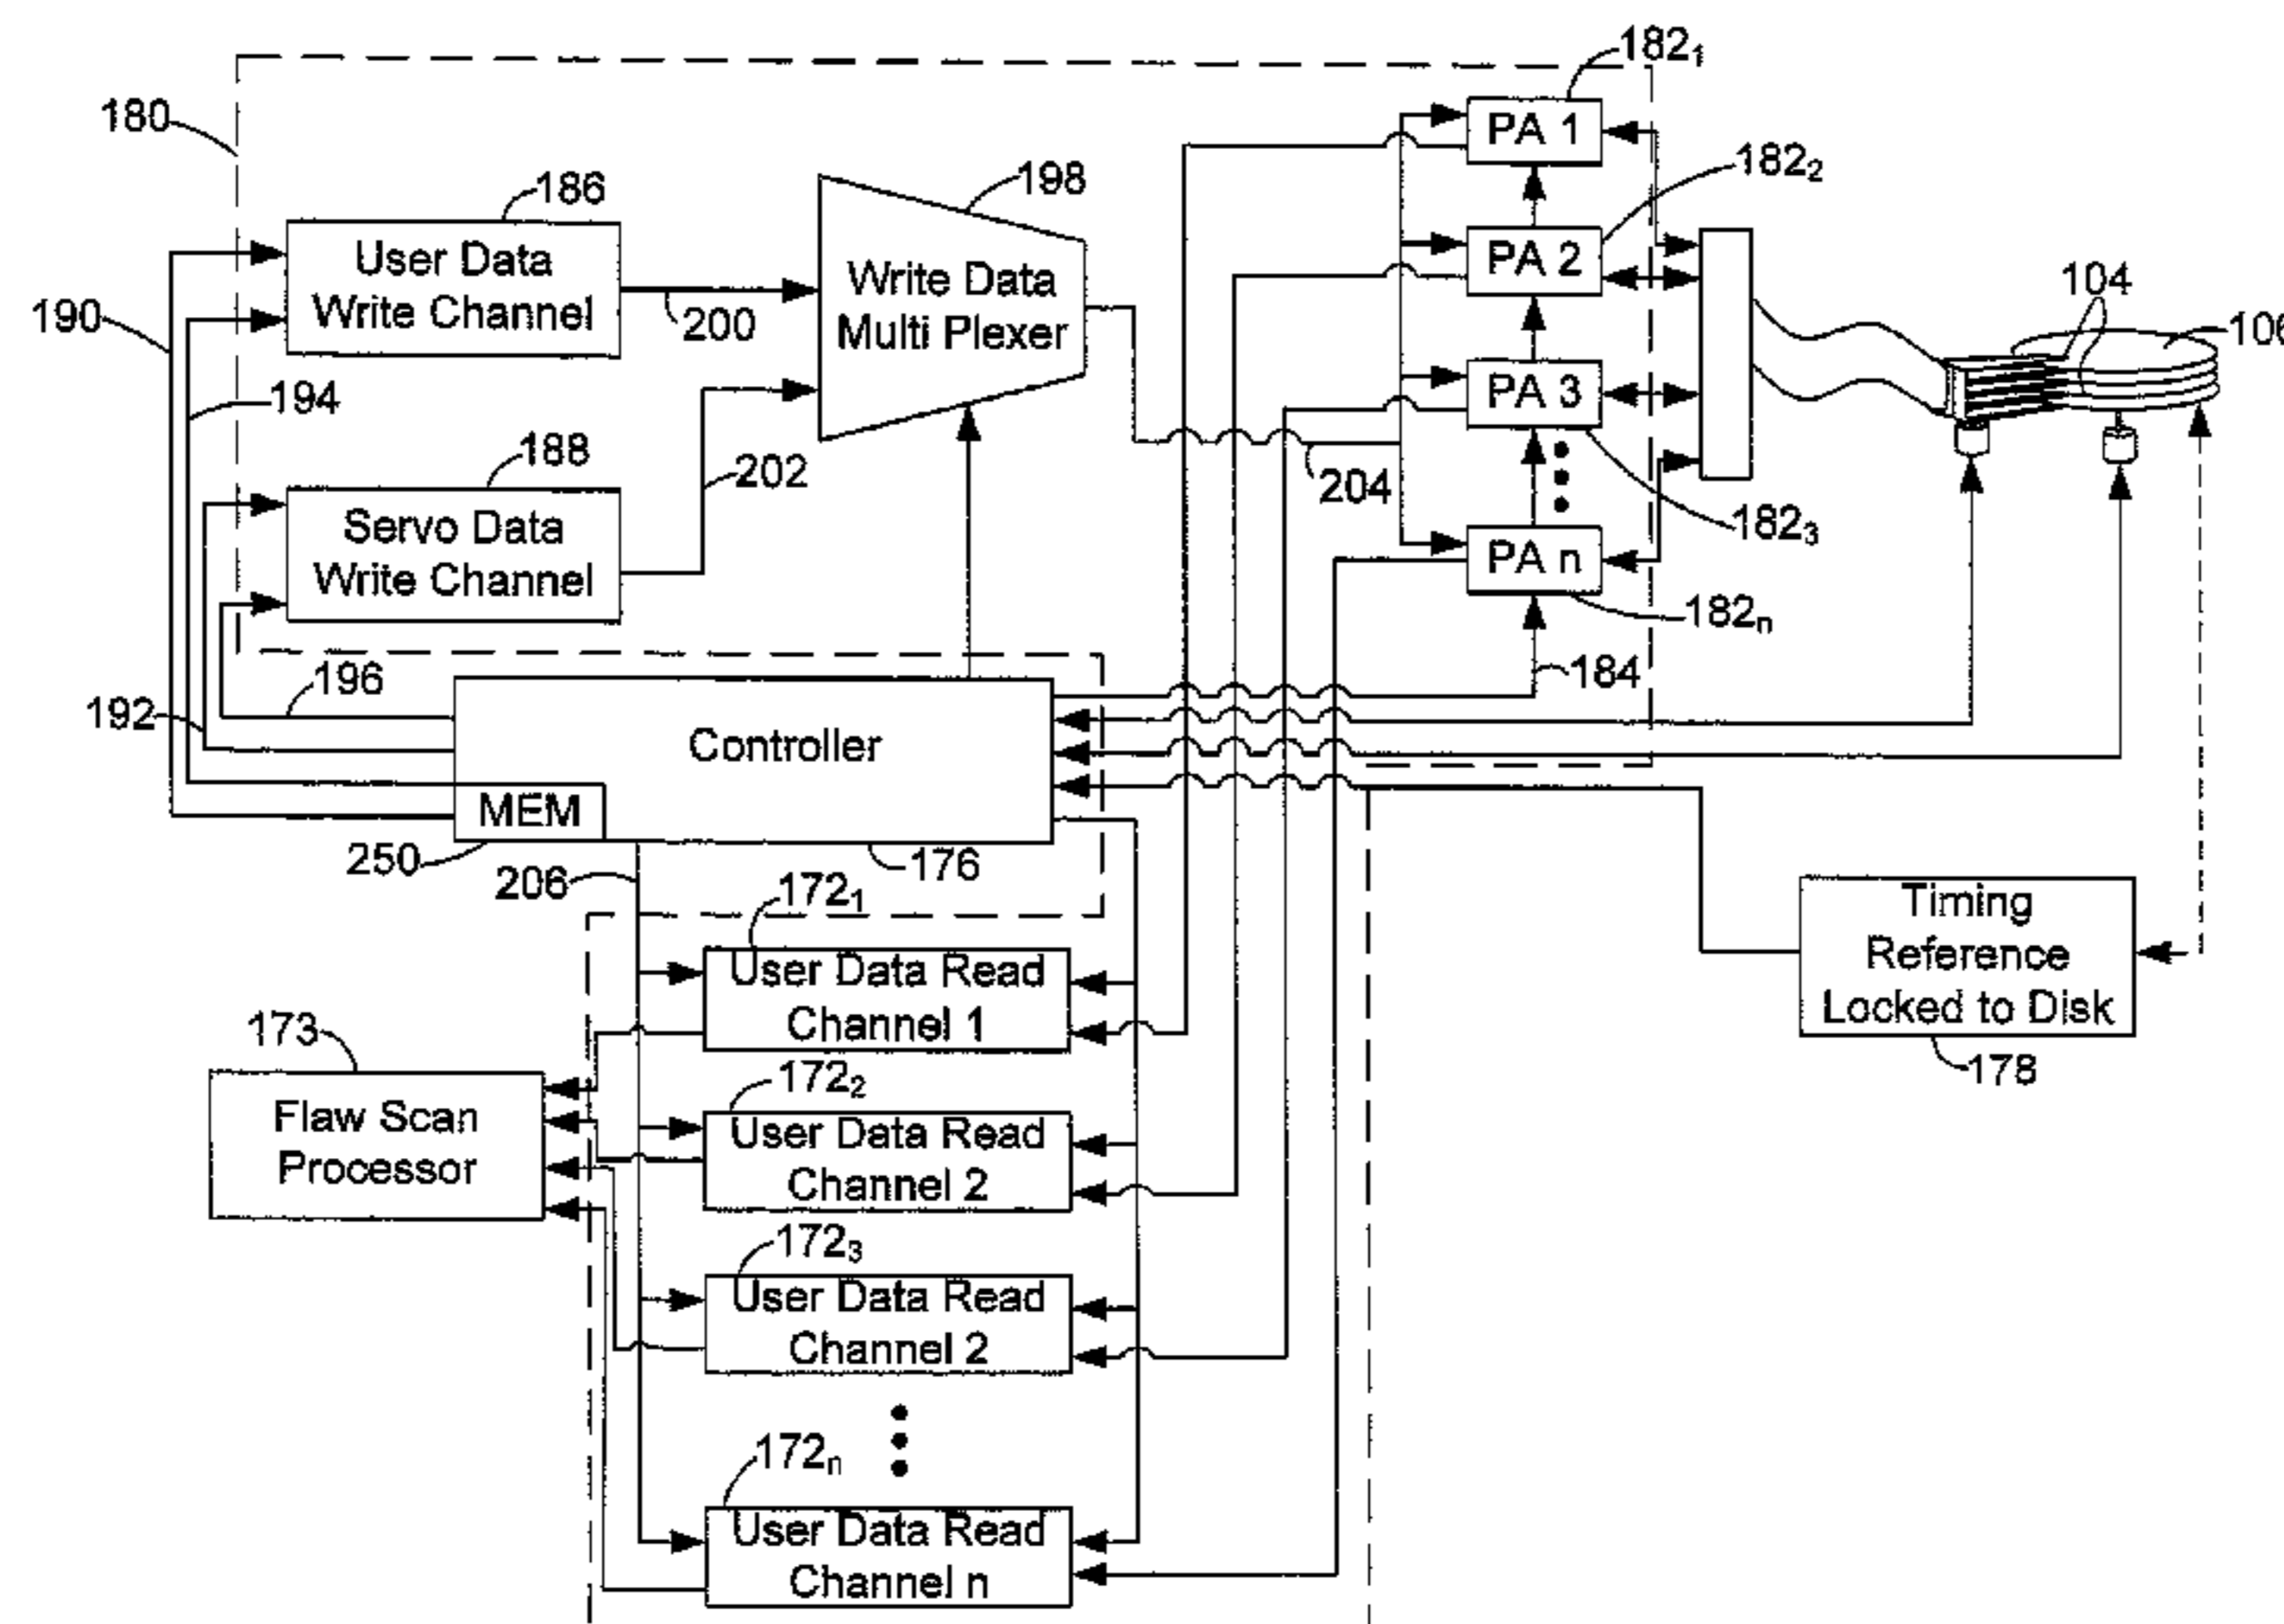 182₁
PA 1
180
182₂
198
186
PA 2
User Data
Write Channel
Write Data
Multi Plexer
104
190
200
106
PA 3
194
188
202
204
182₃
Servo Data
Write Channel
PA n
182ₙ
184
196
192
Controller
MEM
250
176
206
172₁
Timing
Reference
Locked to Disk
User Data Read
Channel 1
173
178
172₂
Flaw Scan
Processor
User Data Read
Channel 2
172₃
User Data Read
Channel 2
172ₙ
User Data Read
Channel n